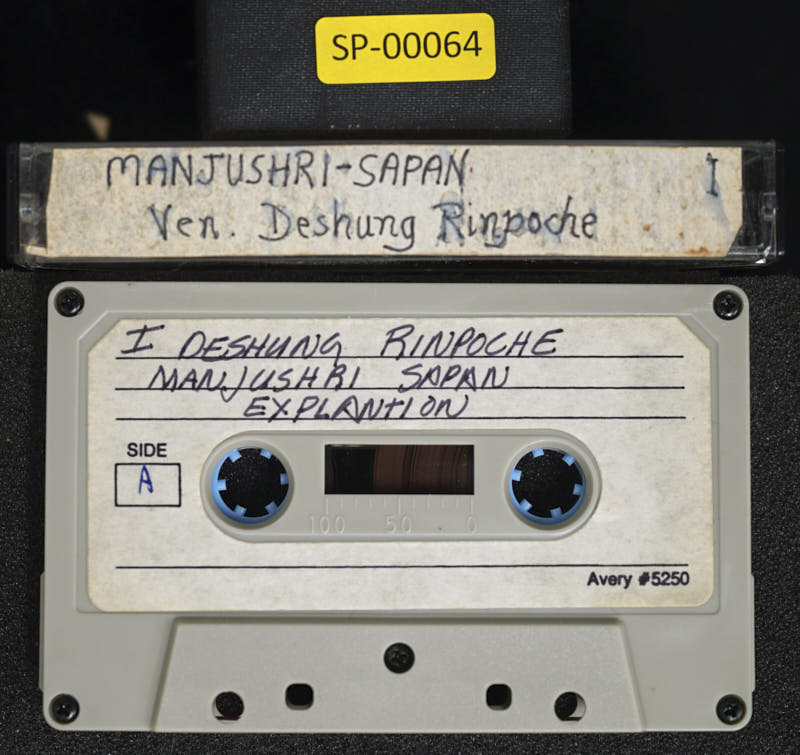 SP-00064
MANJUSHRI-SAPAN I
Ven. Deshung Rinpoche
I DESHUNG RINPOCHE
MANJUSHRI SAPAN
EXPLANTION
SIDE
A
100 50 0
Avery #5250